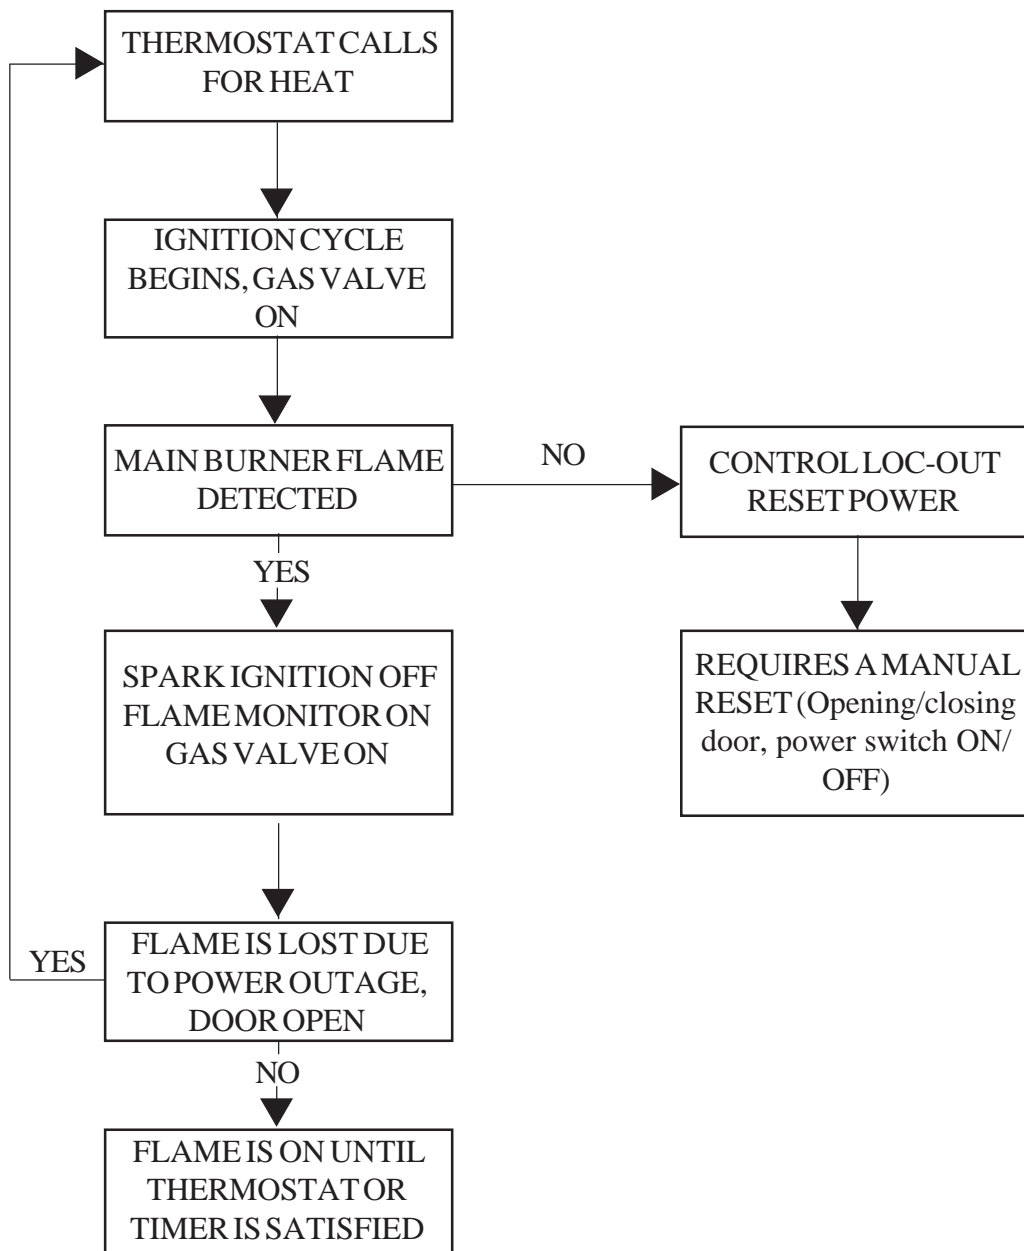 THERMOSTAT CALLS
FOR HEAT
IGNITION CYCLE
BEGINS, GAS VALVE
ON
MAIN BURNER FLAME
DETECTED
NO
CONTROL LOC-OUT
RESET POWER
YES
SPARK IGNITION OFF
FLAME MONITOR ON
GAS VALVE ON
REQUIRES A MANUAL
RESET (Opening/closing
door, power switch ON/
OFF)
FLAME IS LOST DUE
TO POWER OUTAGE,
DOOR OPEN
YES
NO
FLAME IS ON UNTIL
THERMOSTAT OR
TIMER IS SATISFIED